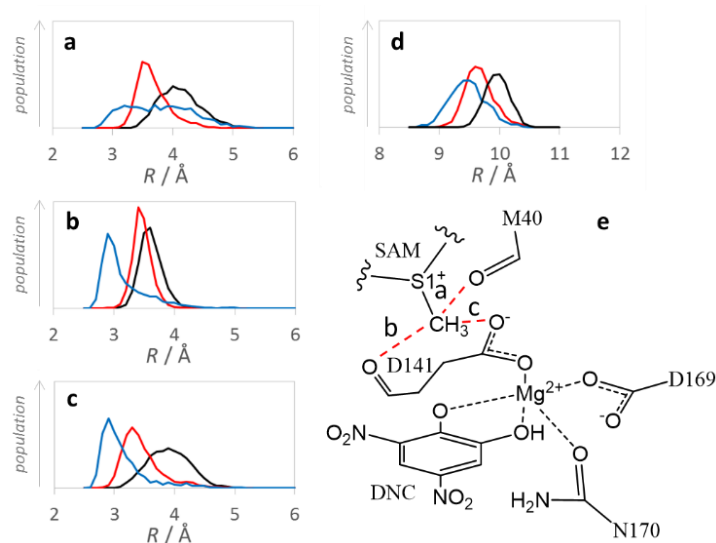 a
population
2 3 4 5 6
R / Å
d
population
8 9 10 11 12
R / Å
b
population
2 3 4 5 6
R / Å
c
population
2 3 4 5 6
R / Å
e
M40
SAM
S1+
a
O
b
c
CH3
O-
O
D141
O
Mg2+
O
D169
-O
O
O2N
OH
O
NO2
DNC
H2N
N170